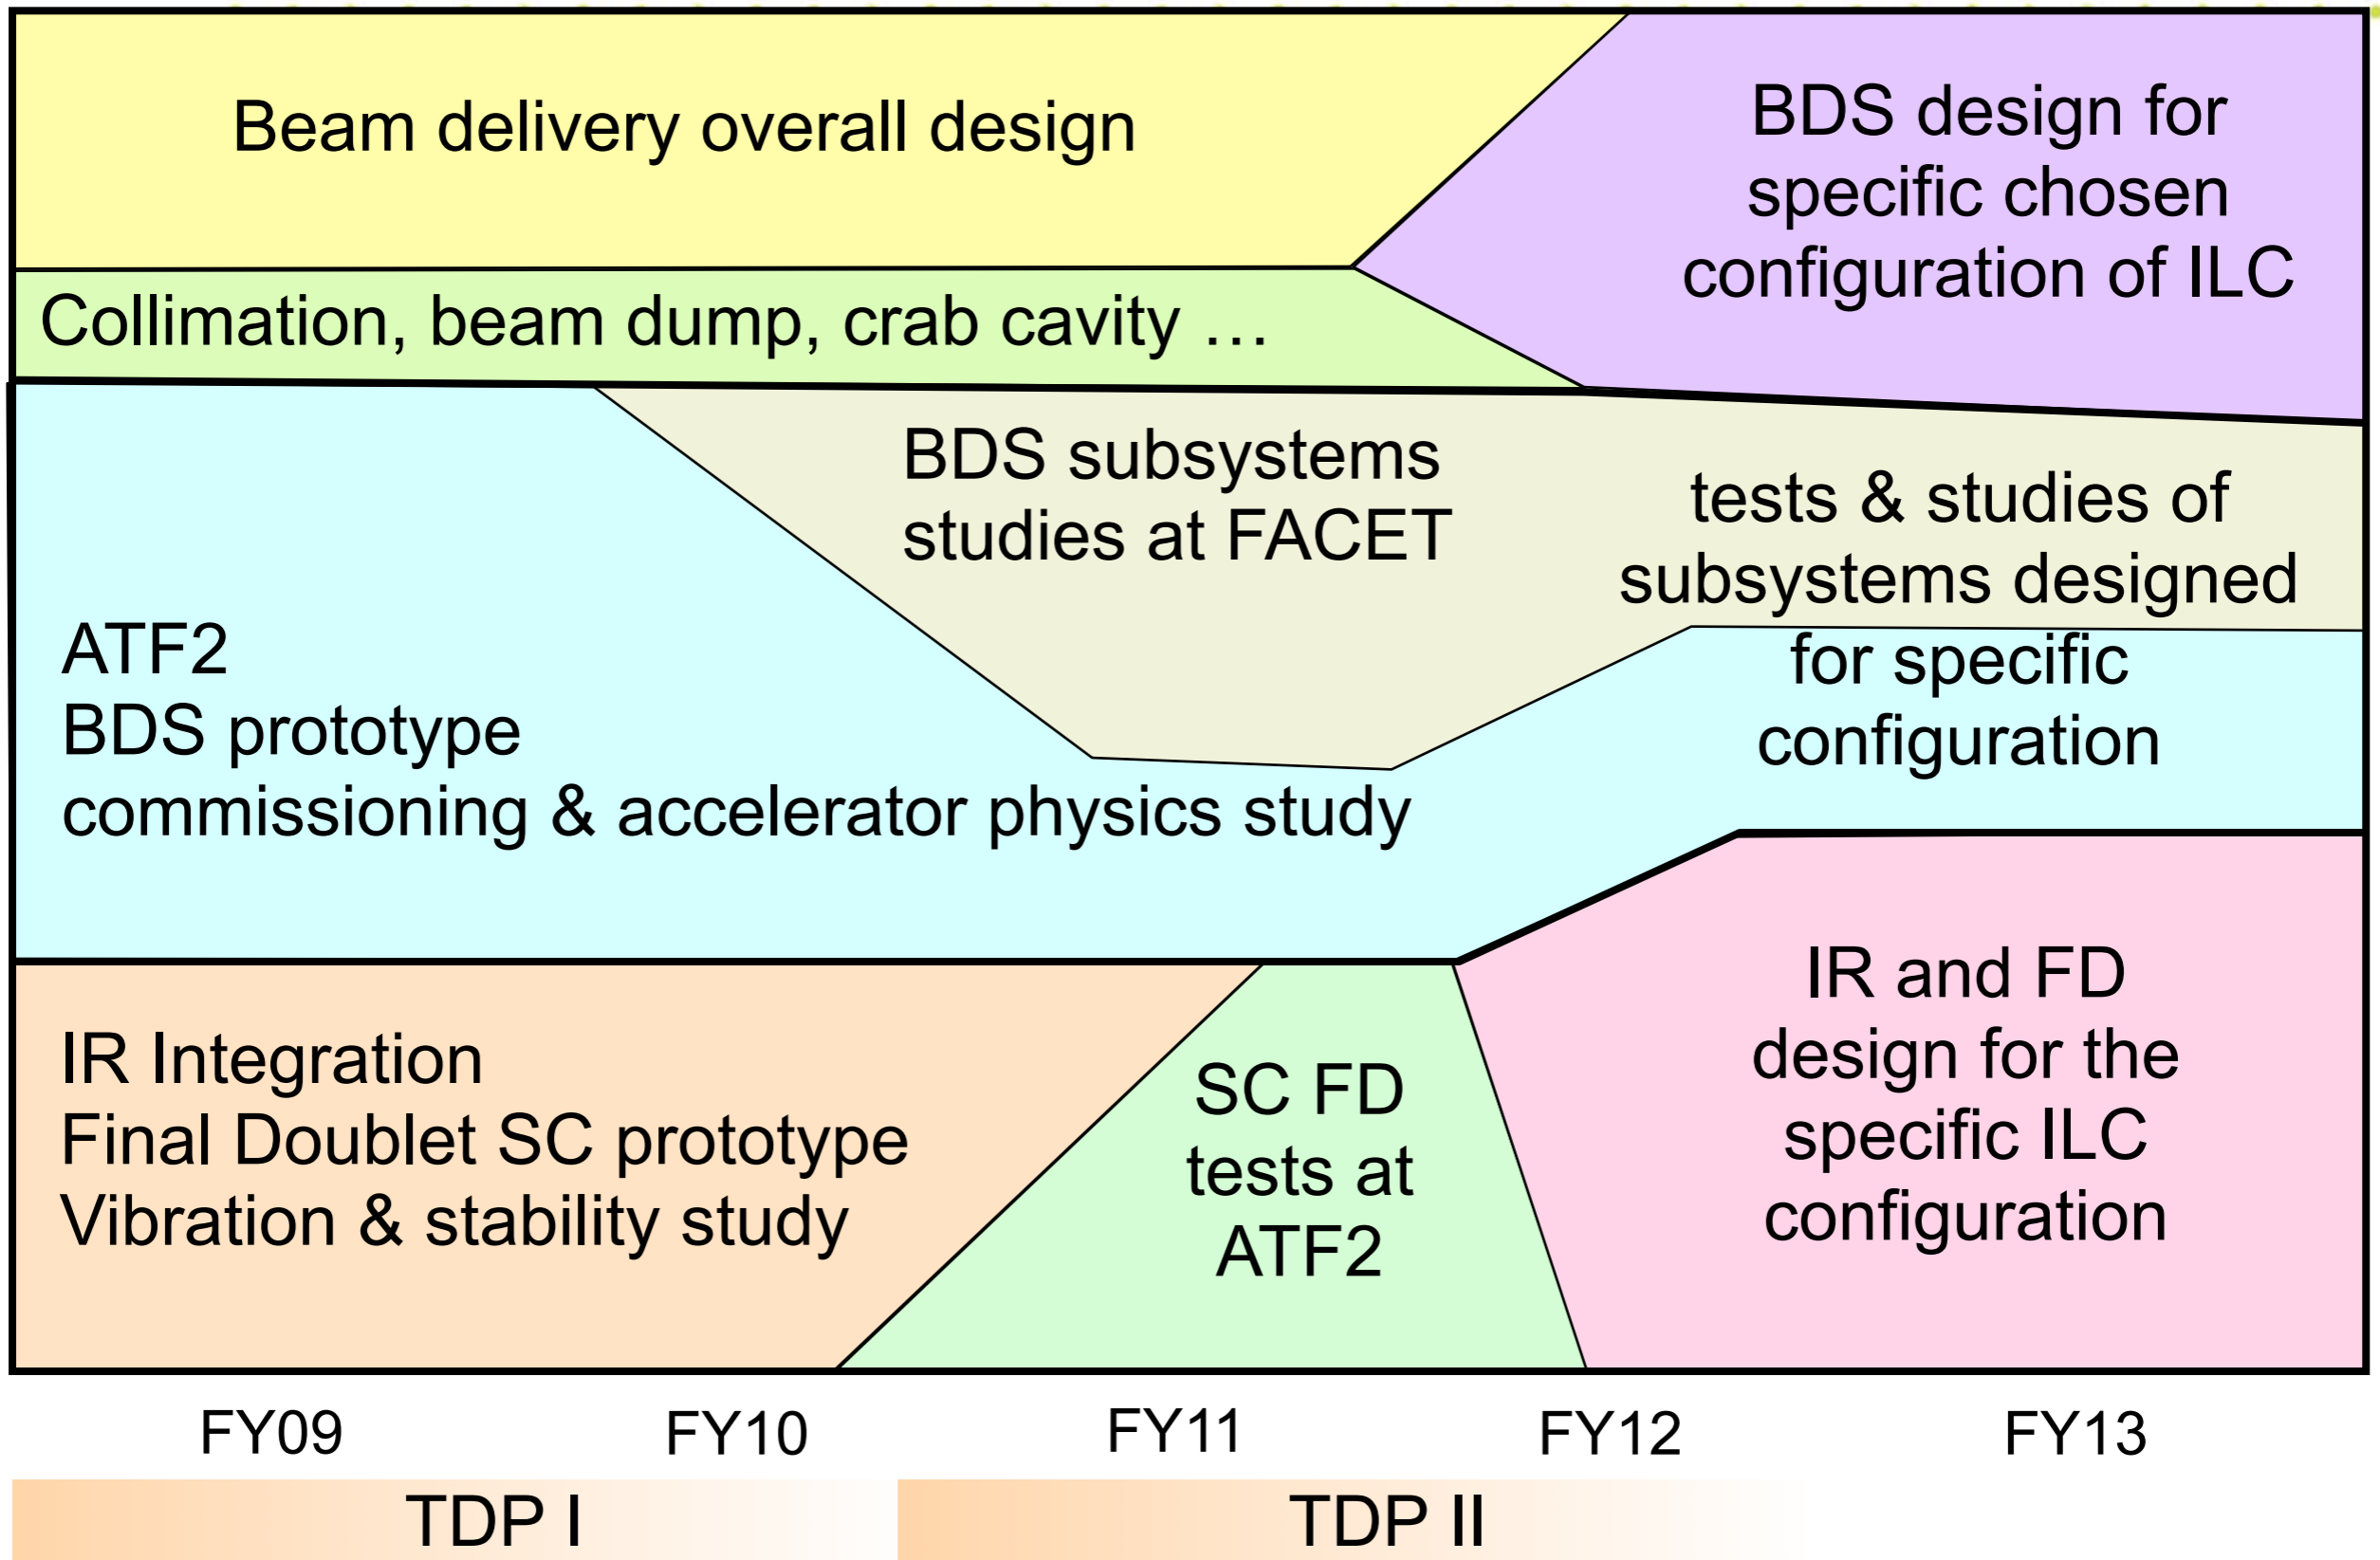 Beam delivery overall design
BDS design for
specific chosen
configuration of ILC
Collimation, beam dump, crab cavity …
BDS subsystems
studies at FACET
tests & studies of
subsystems designed
for specific
configuration
ATF2
BDS prototype
commissioning & accelerator physics study
IR Integration
Final Doublet SC prototype
Vibration & stability study
SC FD
tests at
ATF2
IR and FD
design for the
specific ILC
configuration
FY09 FY10 FY11 FY12 FY13
TDP I TDP II